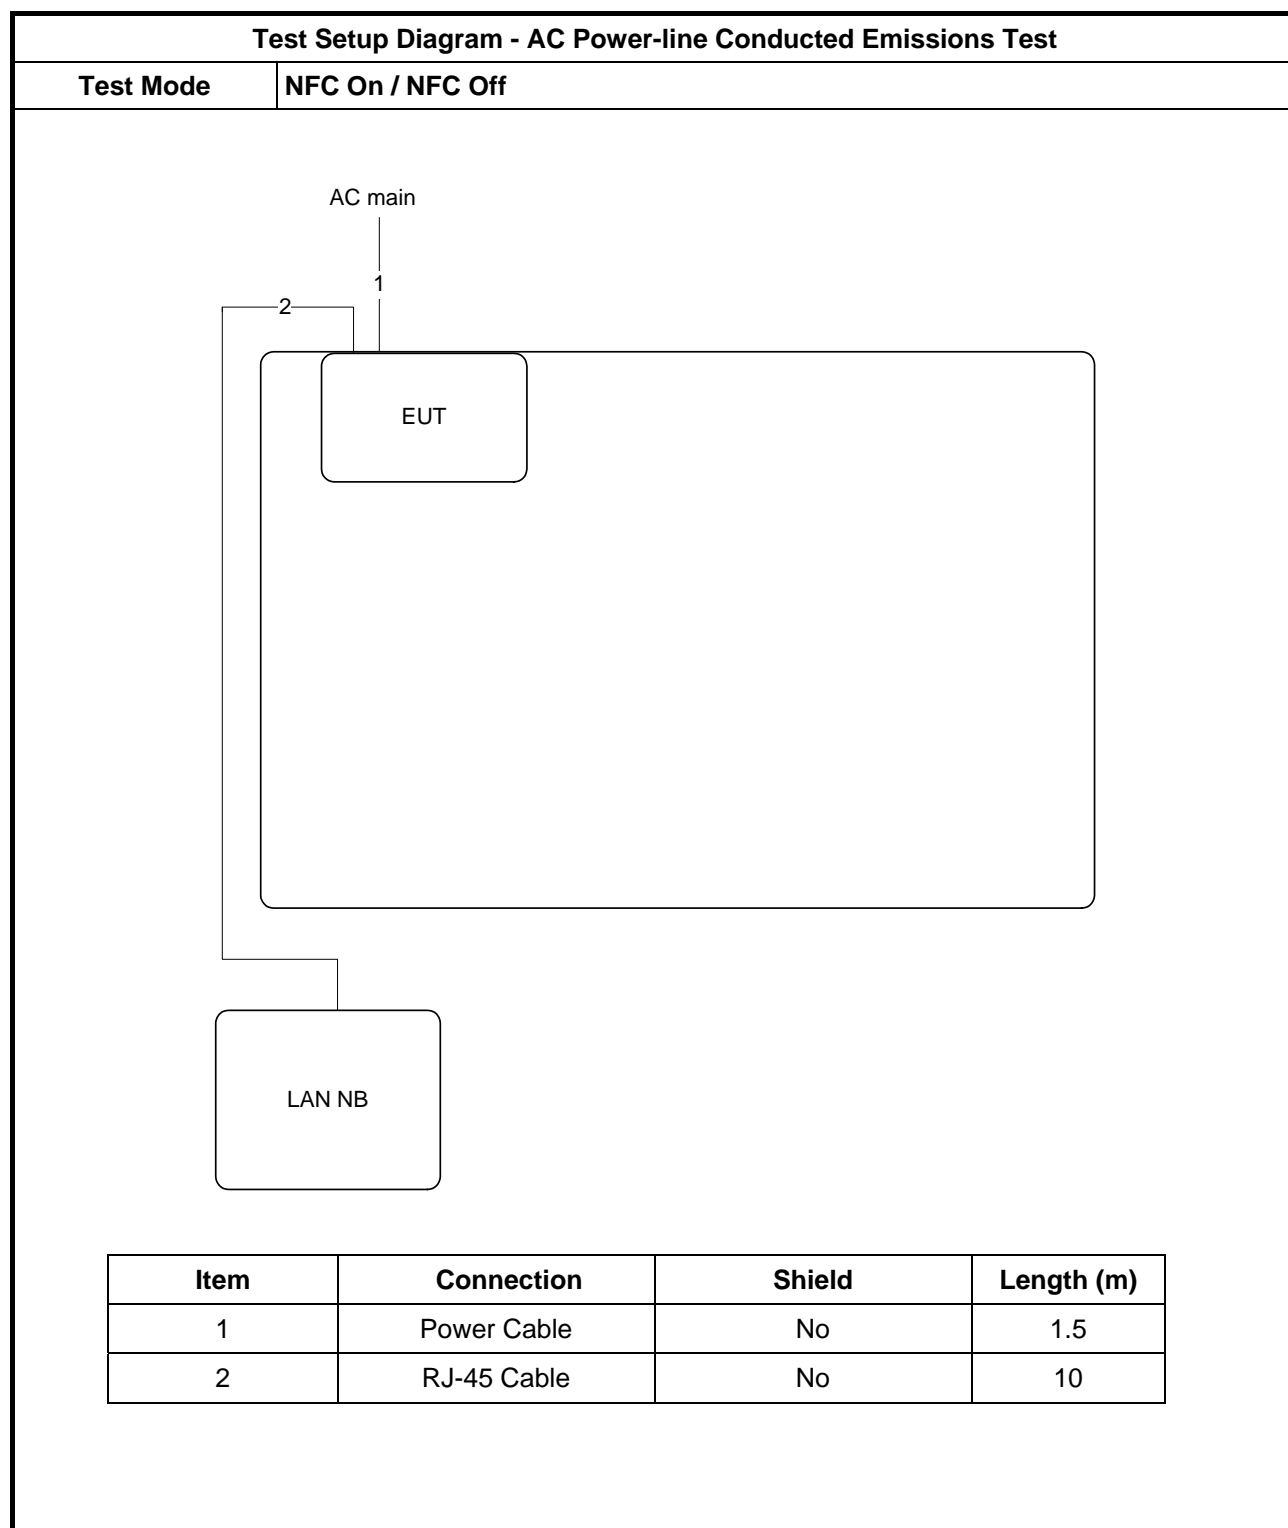 Test Setup Diagram - AC Power-line Conducted Emissions Test
Test Mode NFC On / NFC Off
AC main
1
2
EUT
LAN NB
Item Connection Shield Length (m)
1 Power Cable No 1.5
2 RJ-45 Cable No 10